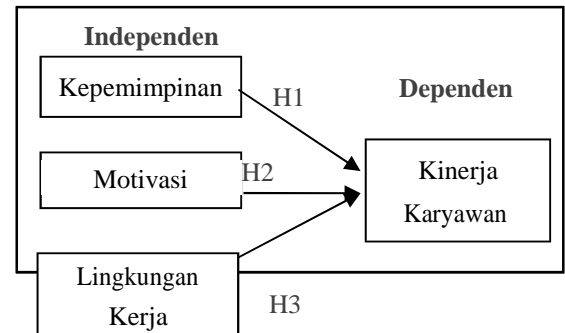 Independen
Kepemimpinan
H1
Dependen
Motivasi
H2
Kinerja
Karyawan
Lingkungan
Kerja
H3